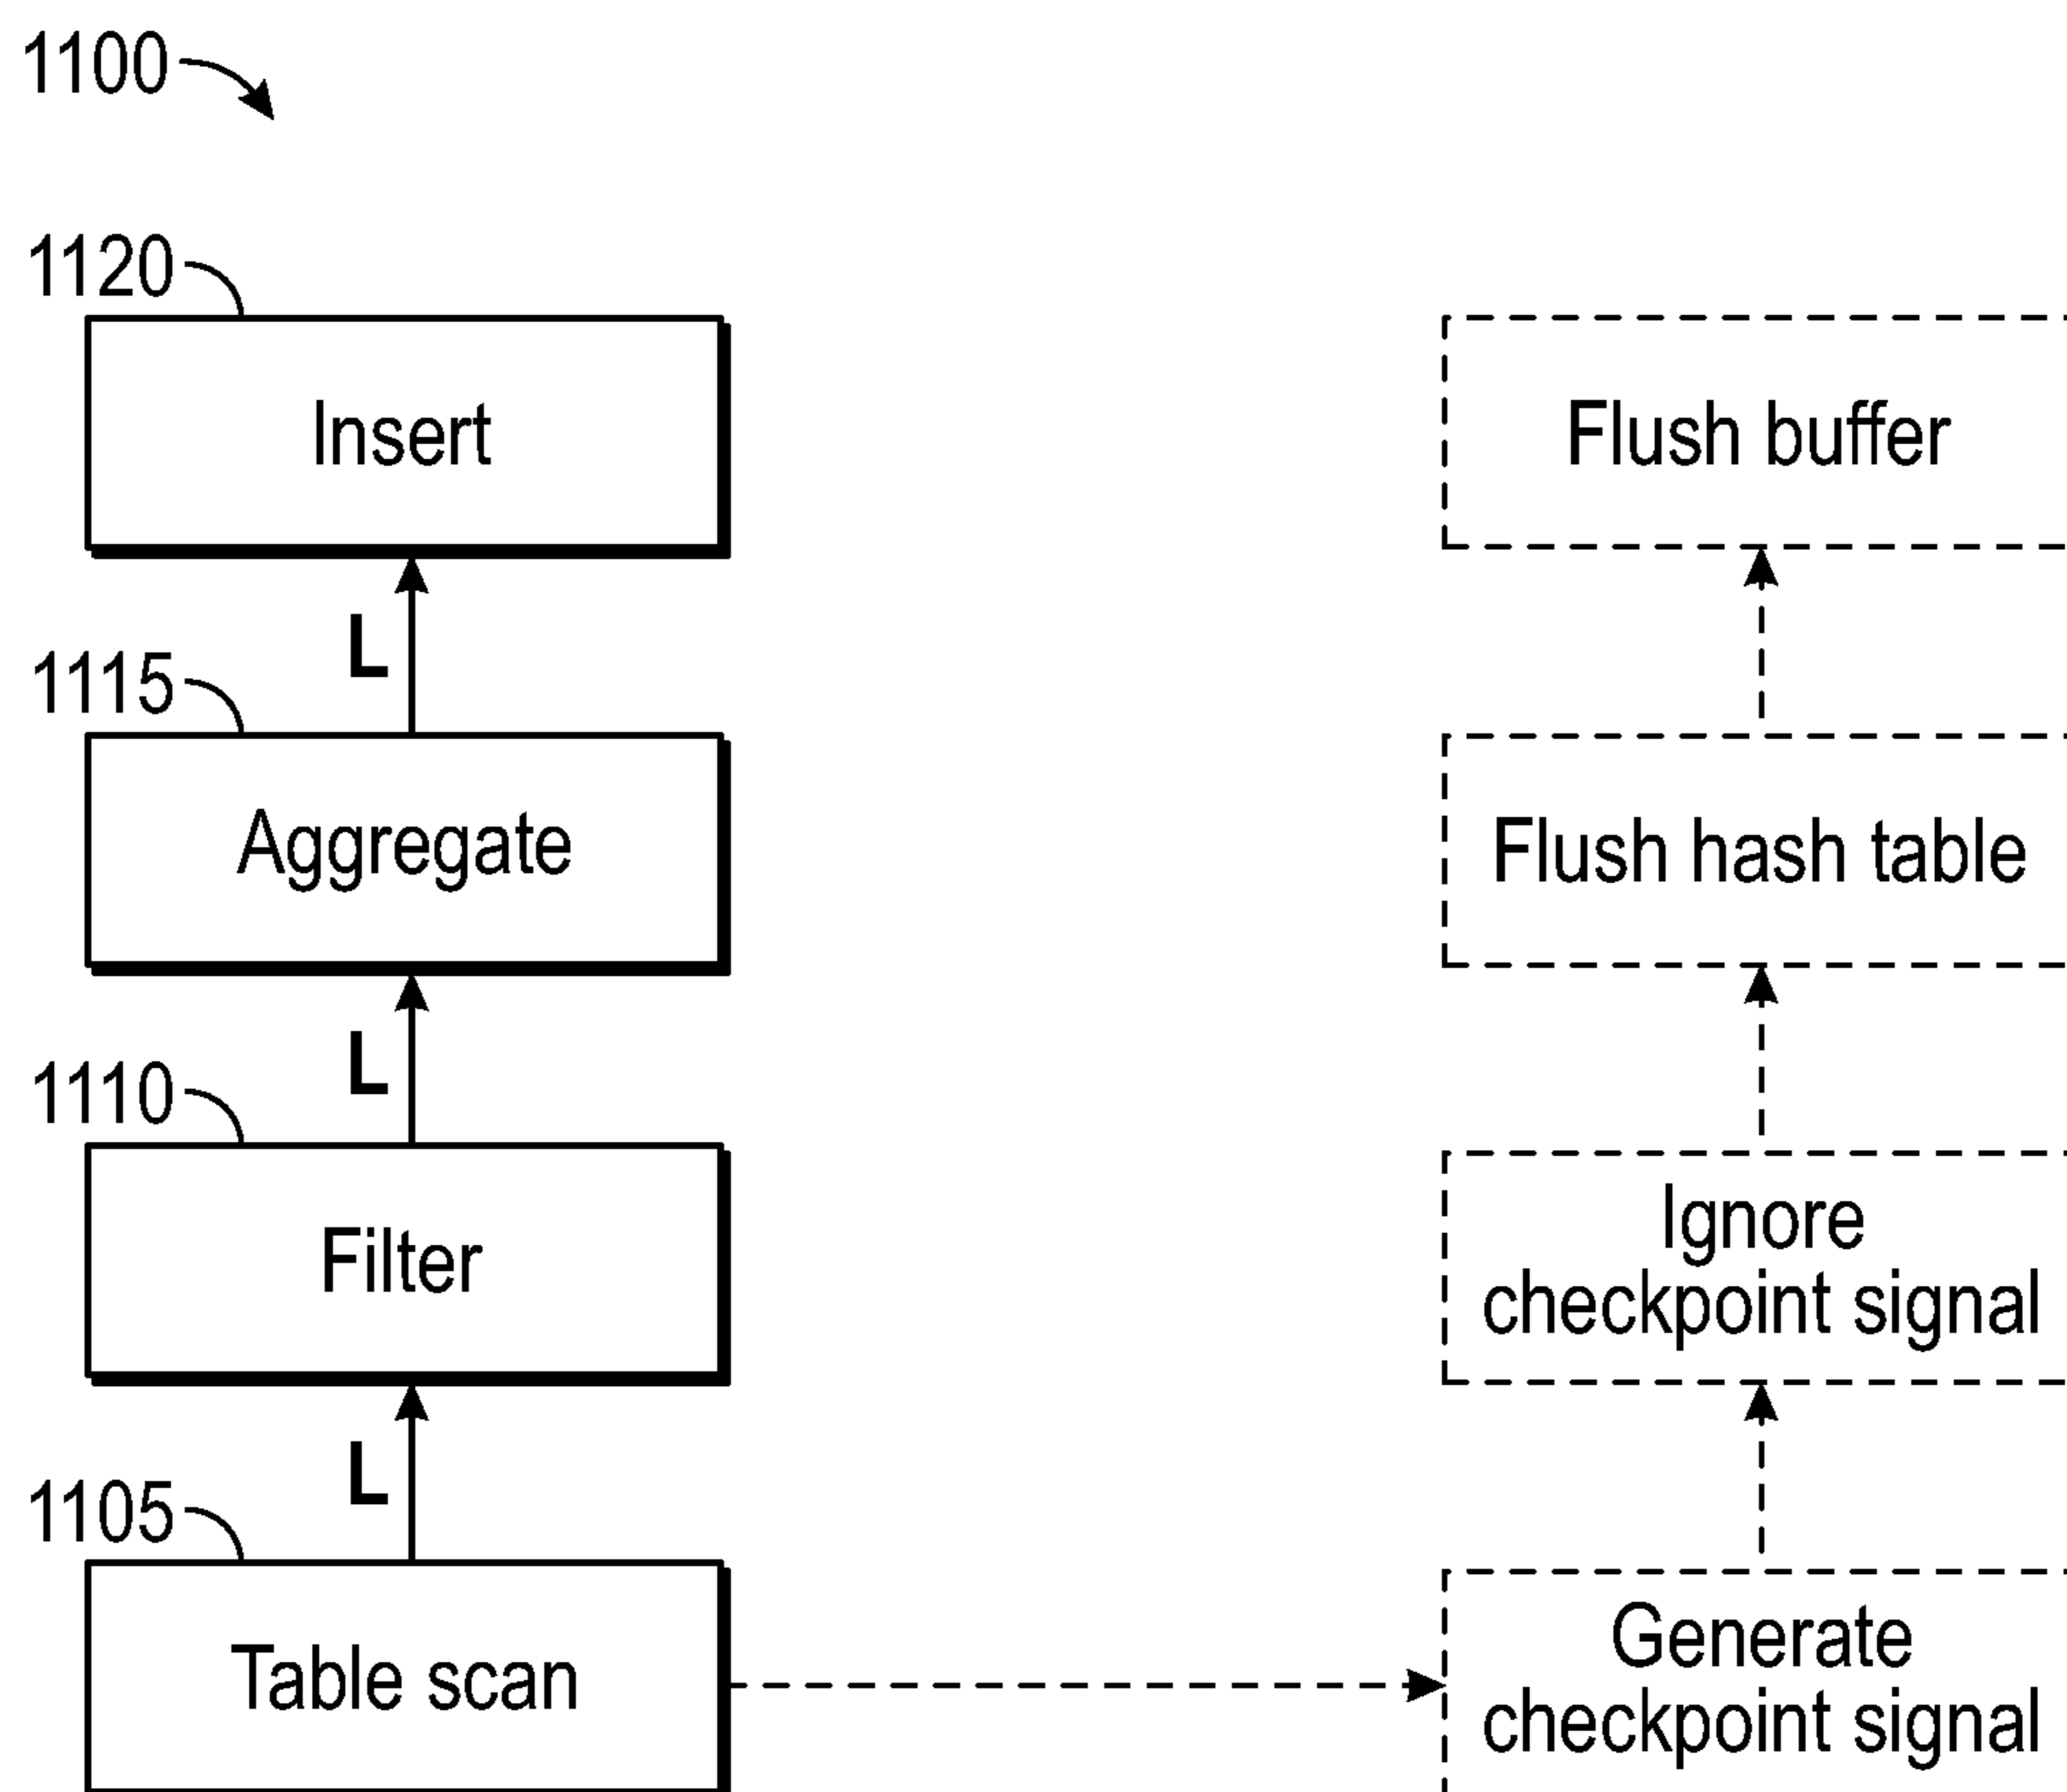 1100
1120
Insert
Flush buffer
L
1115
Aggregate
Flush hash table
L
1110
Filter
Ignore
checkpoint signal
L
1105
Table scan
Generate
checkpoint signal